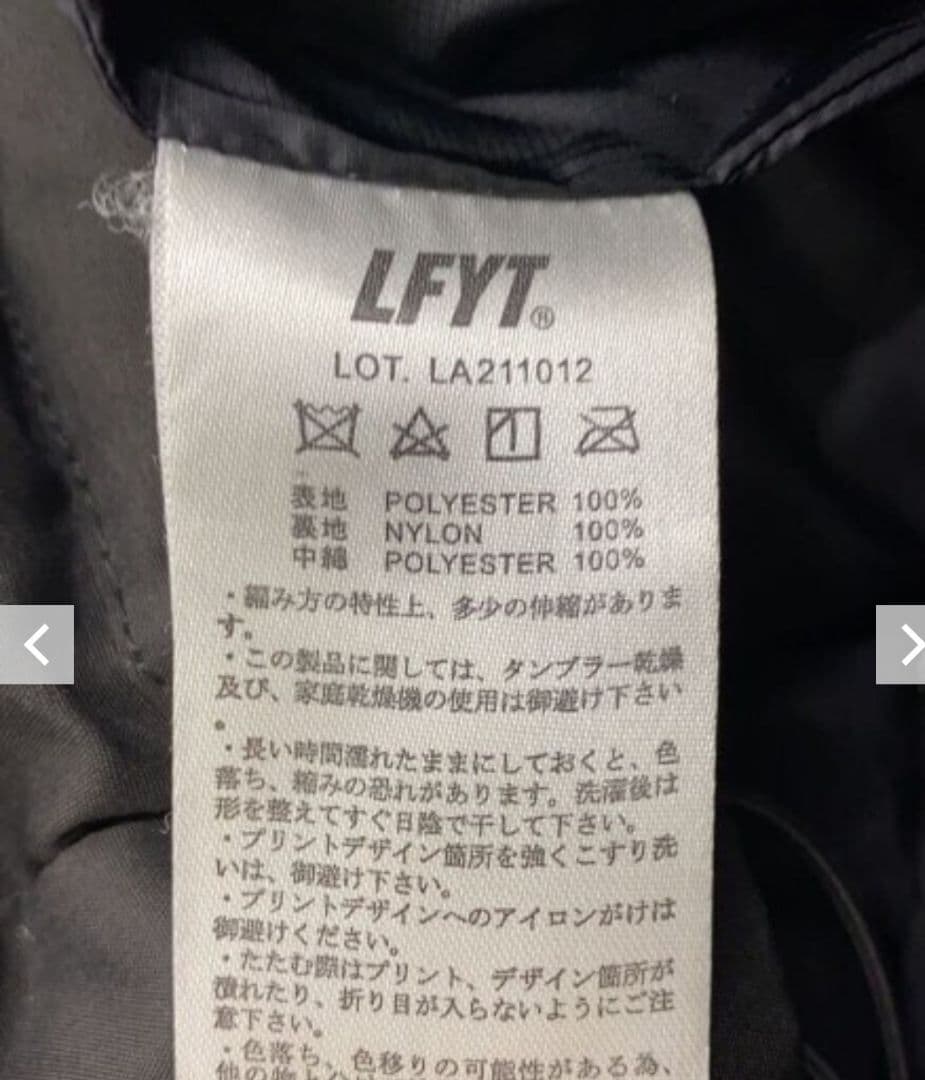 LFYT®
LOT. LA211012
表地 POLYESTER 100%
裏地 NYLON 100%
中綿 POLYESTER 100%
・編み方の特性上、多少の伸縮がありま
す。
・この製品に関しては、タンブラー乾燥
及び、家庭乾燥機の使用は御避け下さい
。
・長い時間濡れたままにしておくと、色
落ち、縮みの恐れがあります。洗濯後は
形を整えてすぐ日陰で干して下さい。
・プリントデザイン箇所を強くこすり洗
いは、御避け下さい。
・プリントデザインへのアイロンがけは
御避けください。
・たたむ際はプリント、デザイン箇所が
潰れたり、折り目が入らないようにご注
意下さい。
・色落ち、色移りの可能性がある為、
他の物と